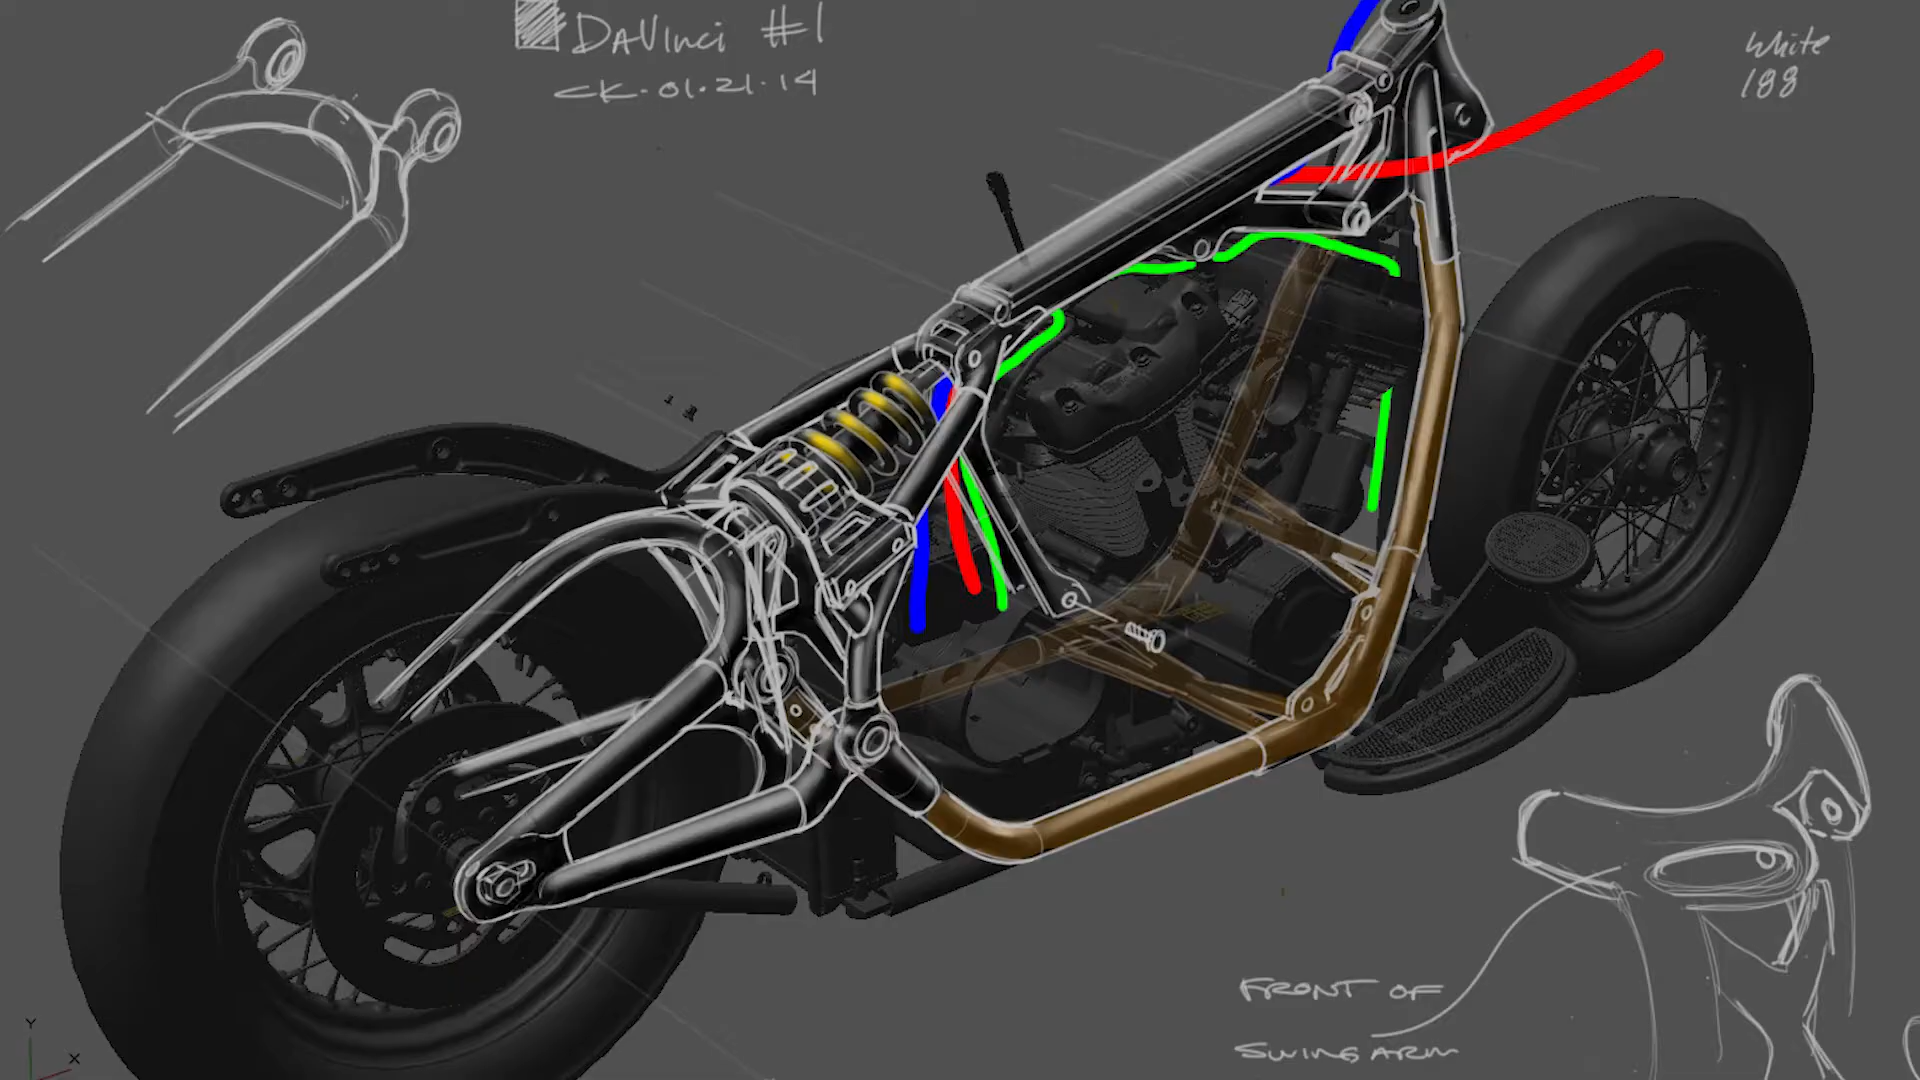 DAVinci #1
CK·01·21·14
White
188
FRONT OF
SWING ARM
Y
X